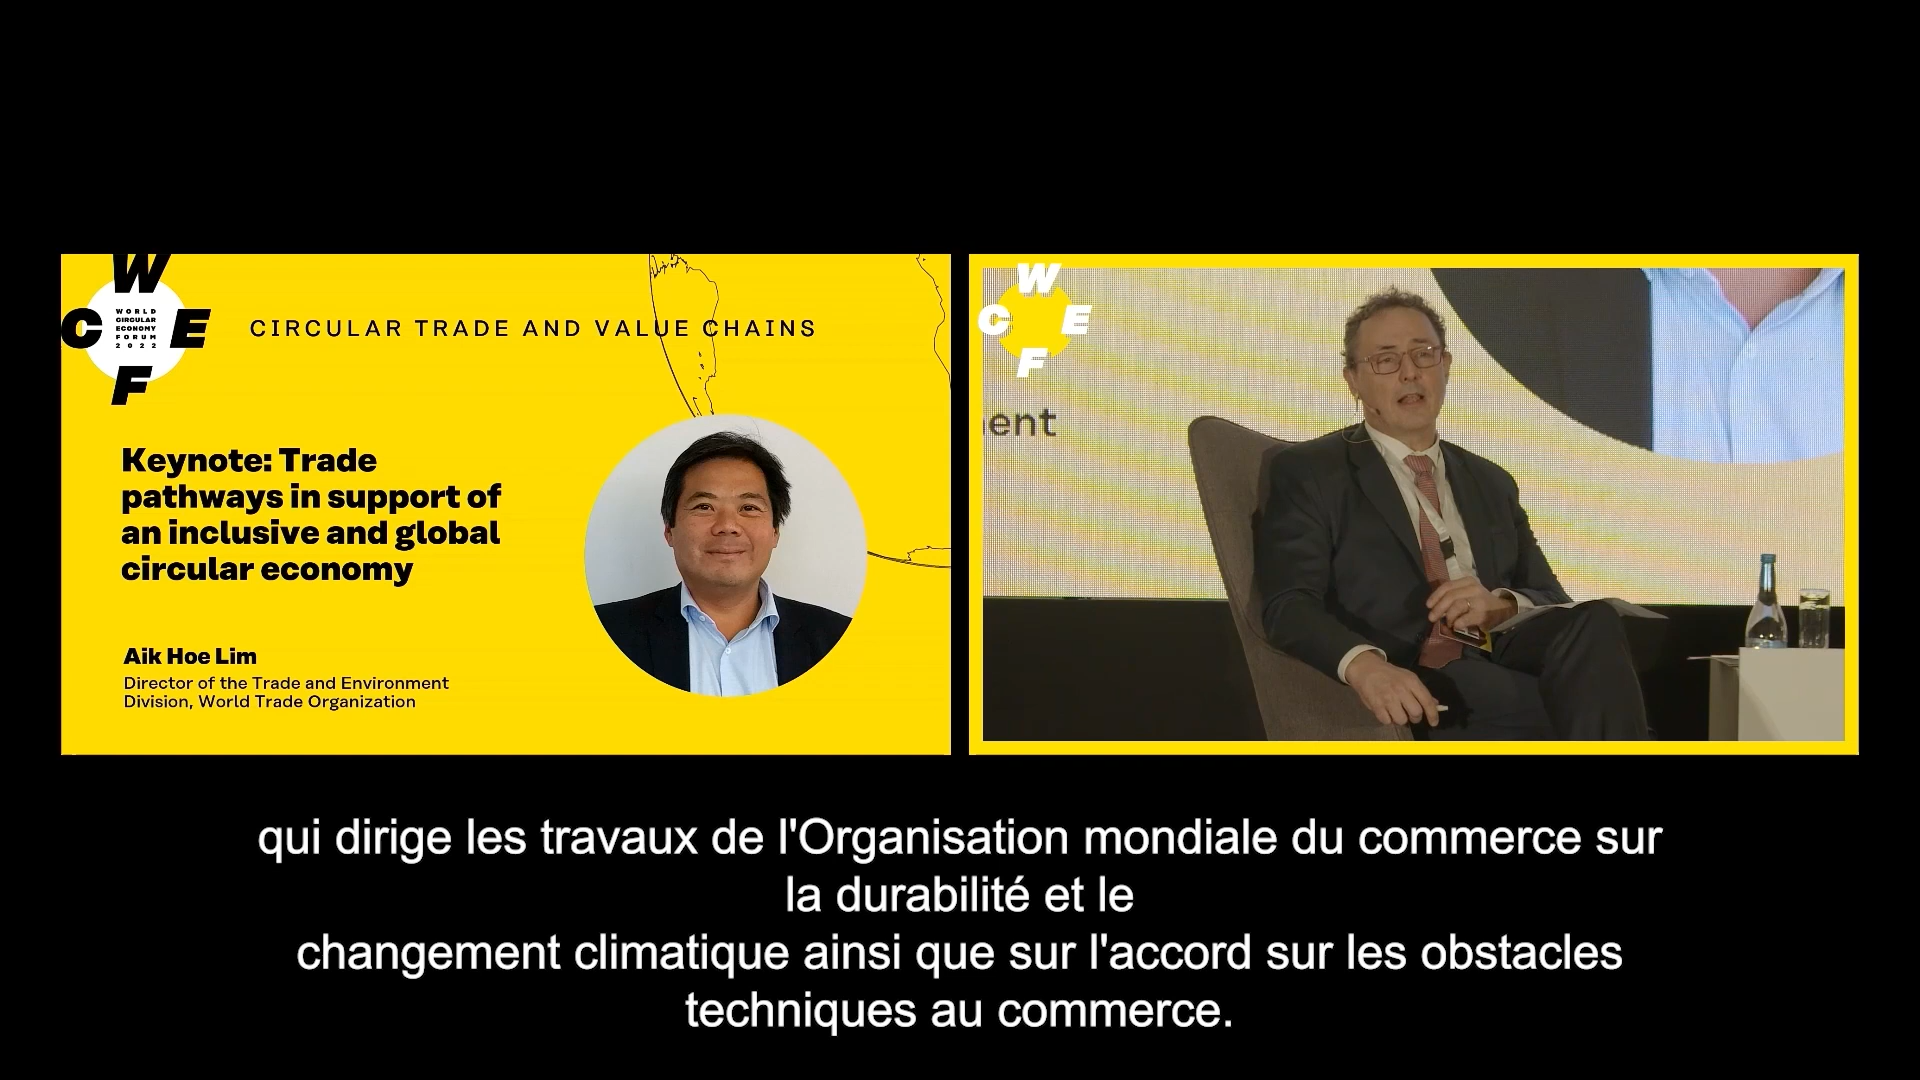 W
C
WORLD
CIRCULAR
ECONOMY
FORUM
2022
E
F
CIRCULAR TRADE AND VALUE CHAINS
Keynote: Trade
pathways in support of
an inclusive and global
circular economy
Aik Hoe Lim
Director of the Trade and Environment
Division, World Trade Organization
W
C E
F
ent
qui dirige les travaux de l'Organisation mondiale du commerce sur
la durabilité et le
changement climatique ainsi que sur l'accord sur les obstacles
techniques au commerce.